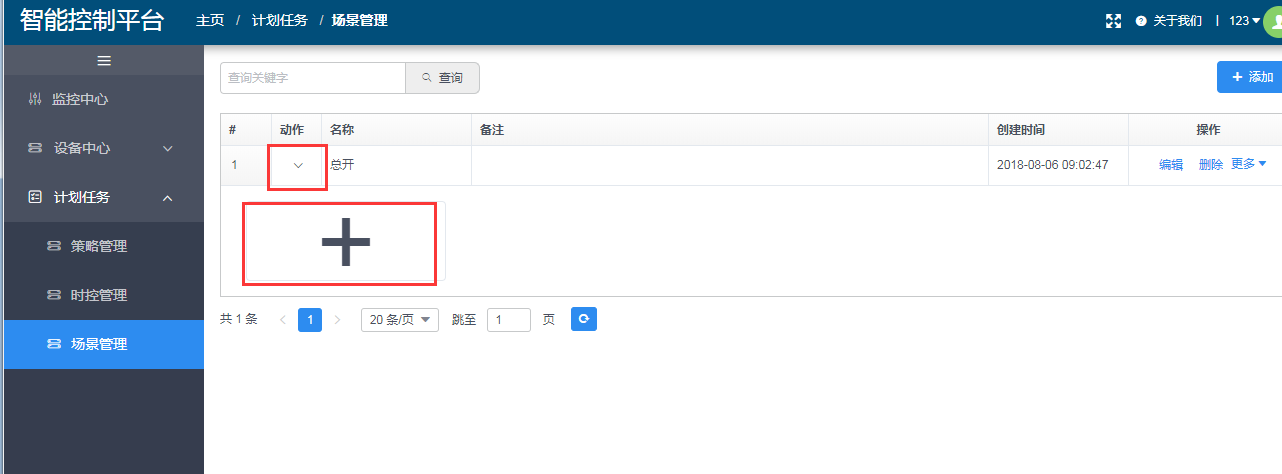 智能控制平台
主页 / 计划任务 / 场景管理
关于我们 | 123
监控中心
设备中心
计划任务
策略管理
时控管理
场景管理
查询关键字 查询
添加
# 动作 名称 备注 创建时间 操作
1 总开 2018-08-06 09:02:47 编辑 删除 更多
共 1 条 1 20 条/页 跳至 1 页